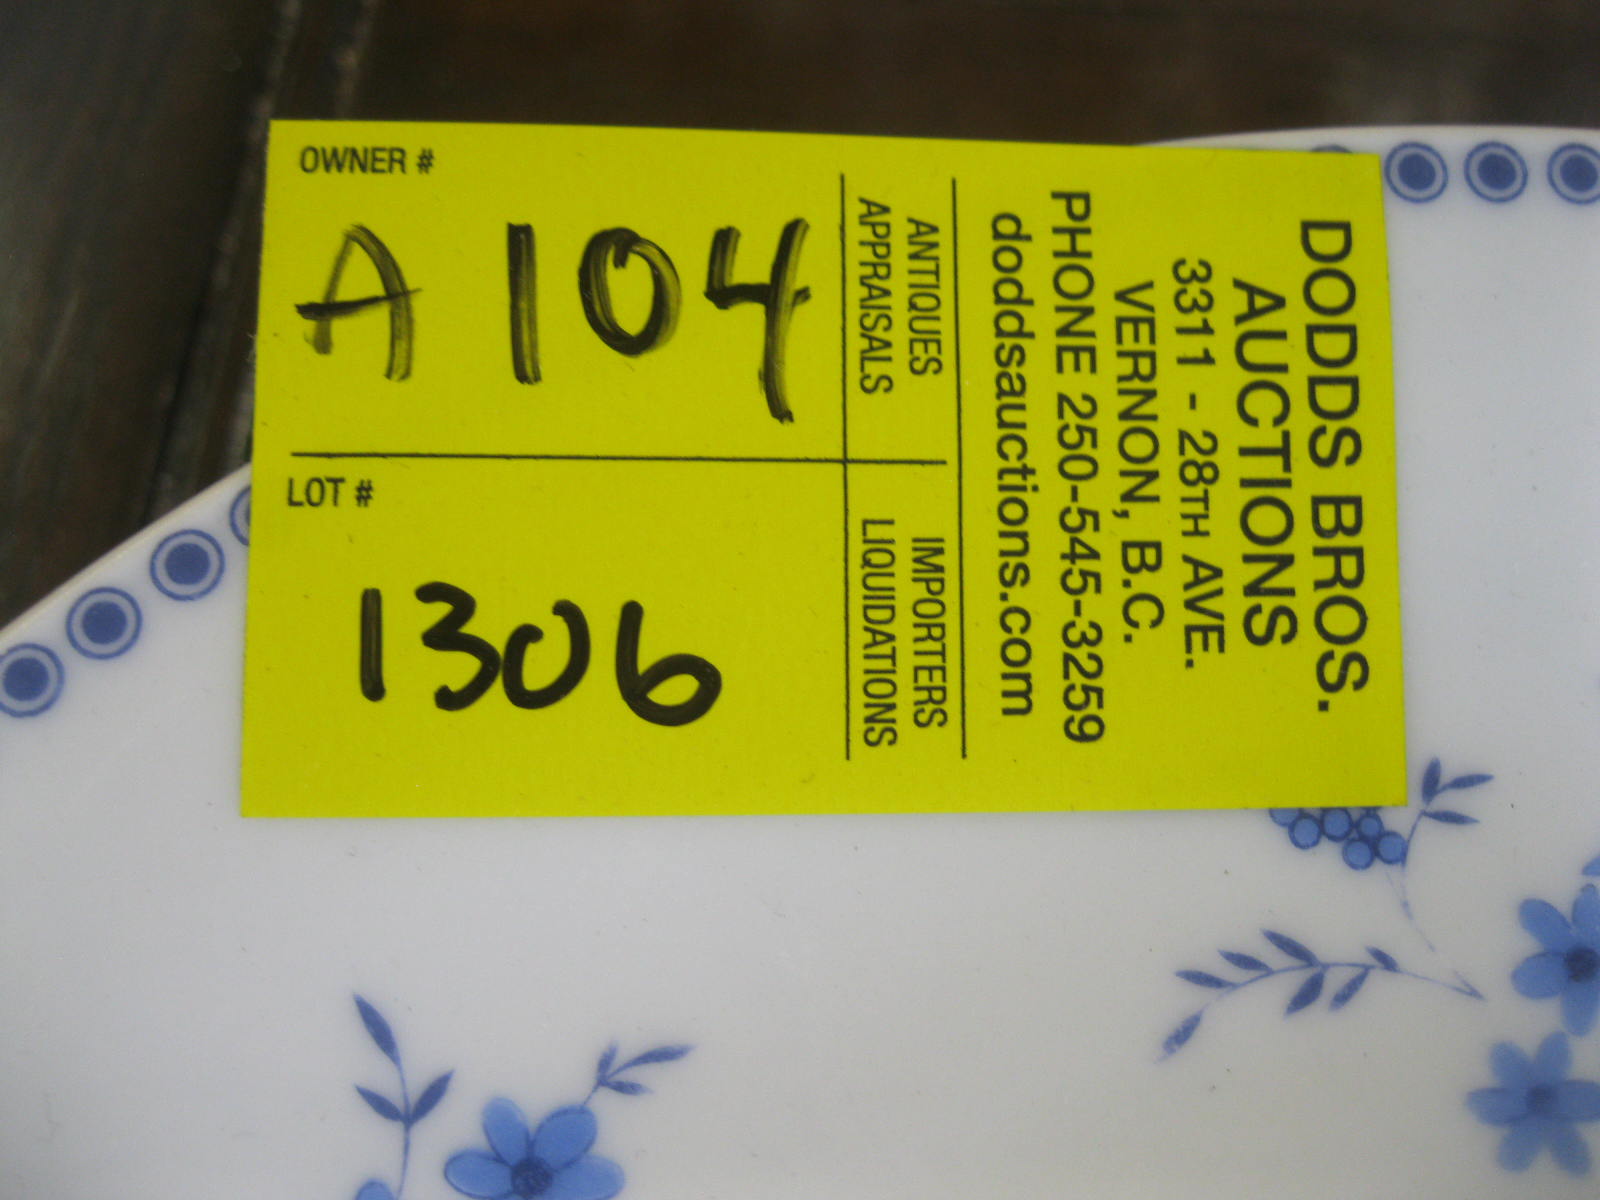 OWNER #
A 104
LOT #
1306
ANTIQUES
APPRAISALS
IMPORTERS
LIQUIDATIONS
DODDS BROS.
AUCTIONS
3311 - 28TH AVE.
VERNON, B.C.
PHONE 250-545-3259
doddsauctions.com